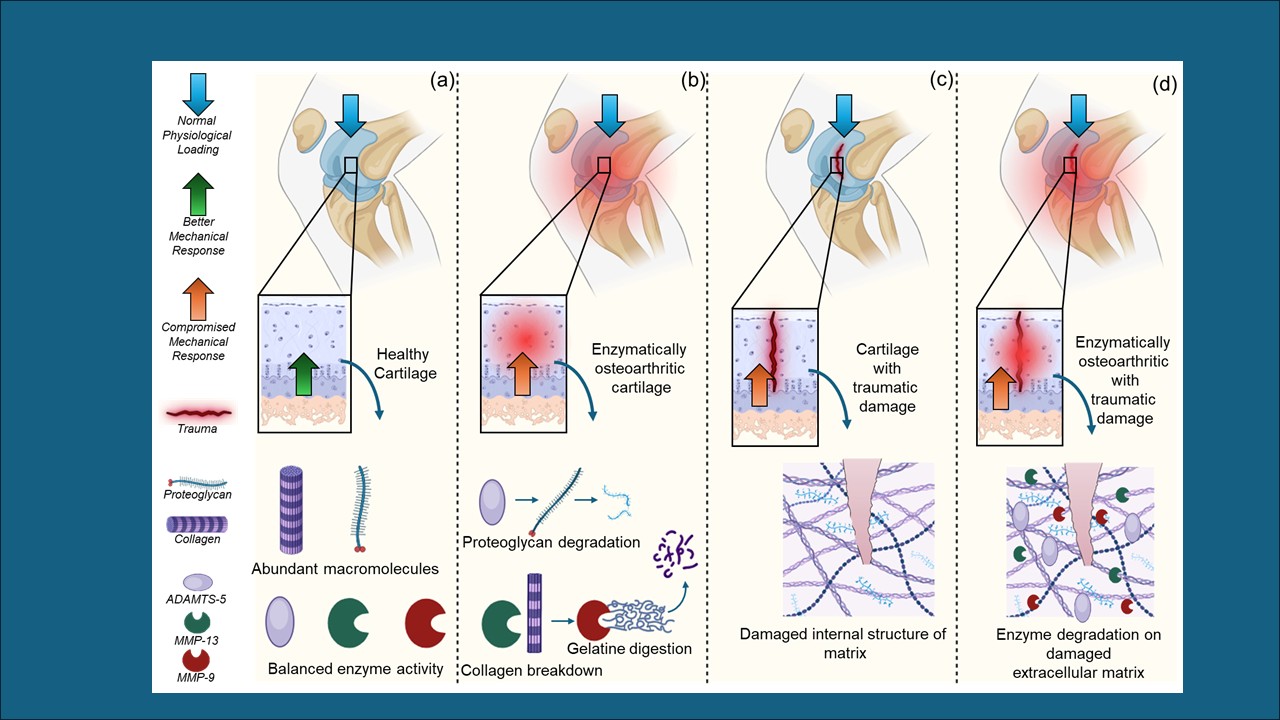 Normal
Physiological
Loading
Better
Mechanical
Response
Compromised
Mechanical
Response
Trauma
Proteoglycan
Collagen
ADAMTS-5
MMP-13
MMP-9
(a)
Healthy
Cartilage
Abundant macromolecules
Balanced enzyme activity
(b)
Enzymatically
osteoarthritic
cartilage
Proteoglycan degradation
Gelatine digestion
Collagen breakdown
(c)
Cartilage
with
traumatic
damage
Damaged internal structure of
matrix
(d)
Enzymatically
osteoarthritic
with
traumatic
damage
Enzyme degradation on
damaged
extracellular matrix